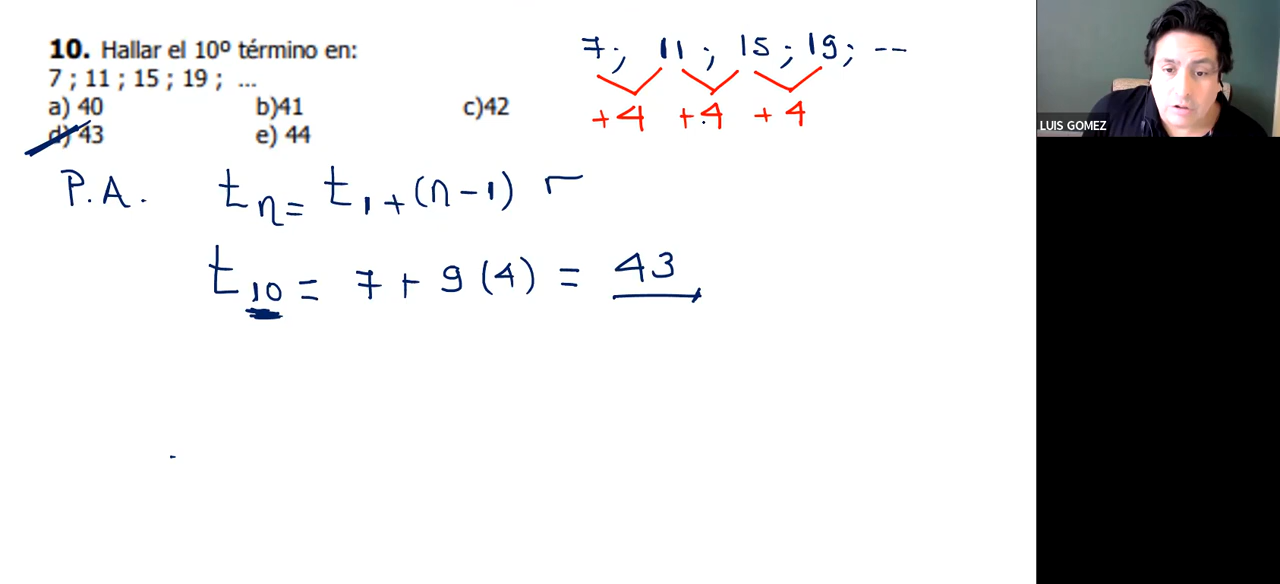 10. Hallar el 10º término en:
7 ; 11 ; 15 ; 19 ; ...
a) 40 b)41 c)42
d) 43 e) 44
7; 11; 15; 19; --
+4 +4 +4
LUIS GOMEZ
P.A. tn = t1 + (n-1) r
t10 = 7 + 9(4) = 43